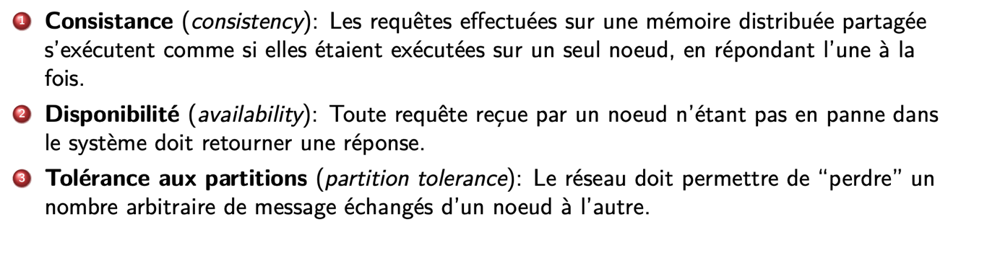 1 Consistance (consistency): Les requêtes effectuées sur une mémoire distribuée partagée
s'exécutent comme si elles étaient exécutées sur un seul noeud, en répondant l'une à la
fois.
2 Disponibilité (availability): Toute requête reçue par un noeud n'étant pas en panne dans
le système doit retourner une réponse.
3 Tolérance aux partitions (partition tolerance): Le réseau doit permettre de “perdre” un
nombre arbitraire de message échangés d'un noeud à l'autre.